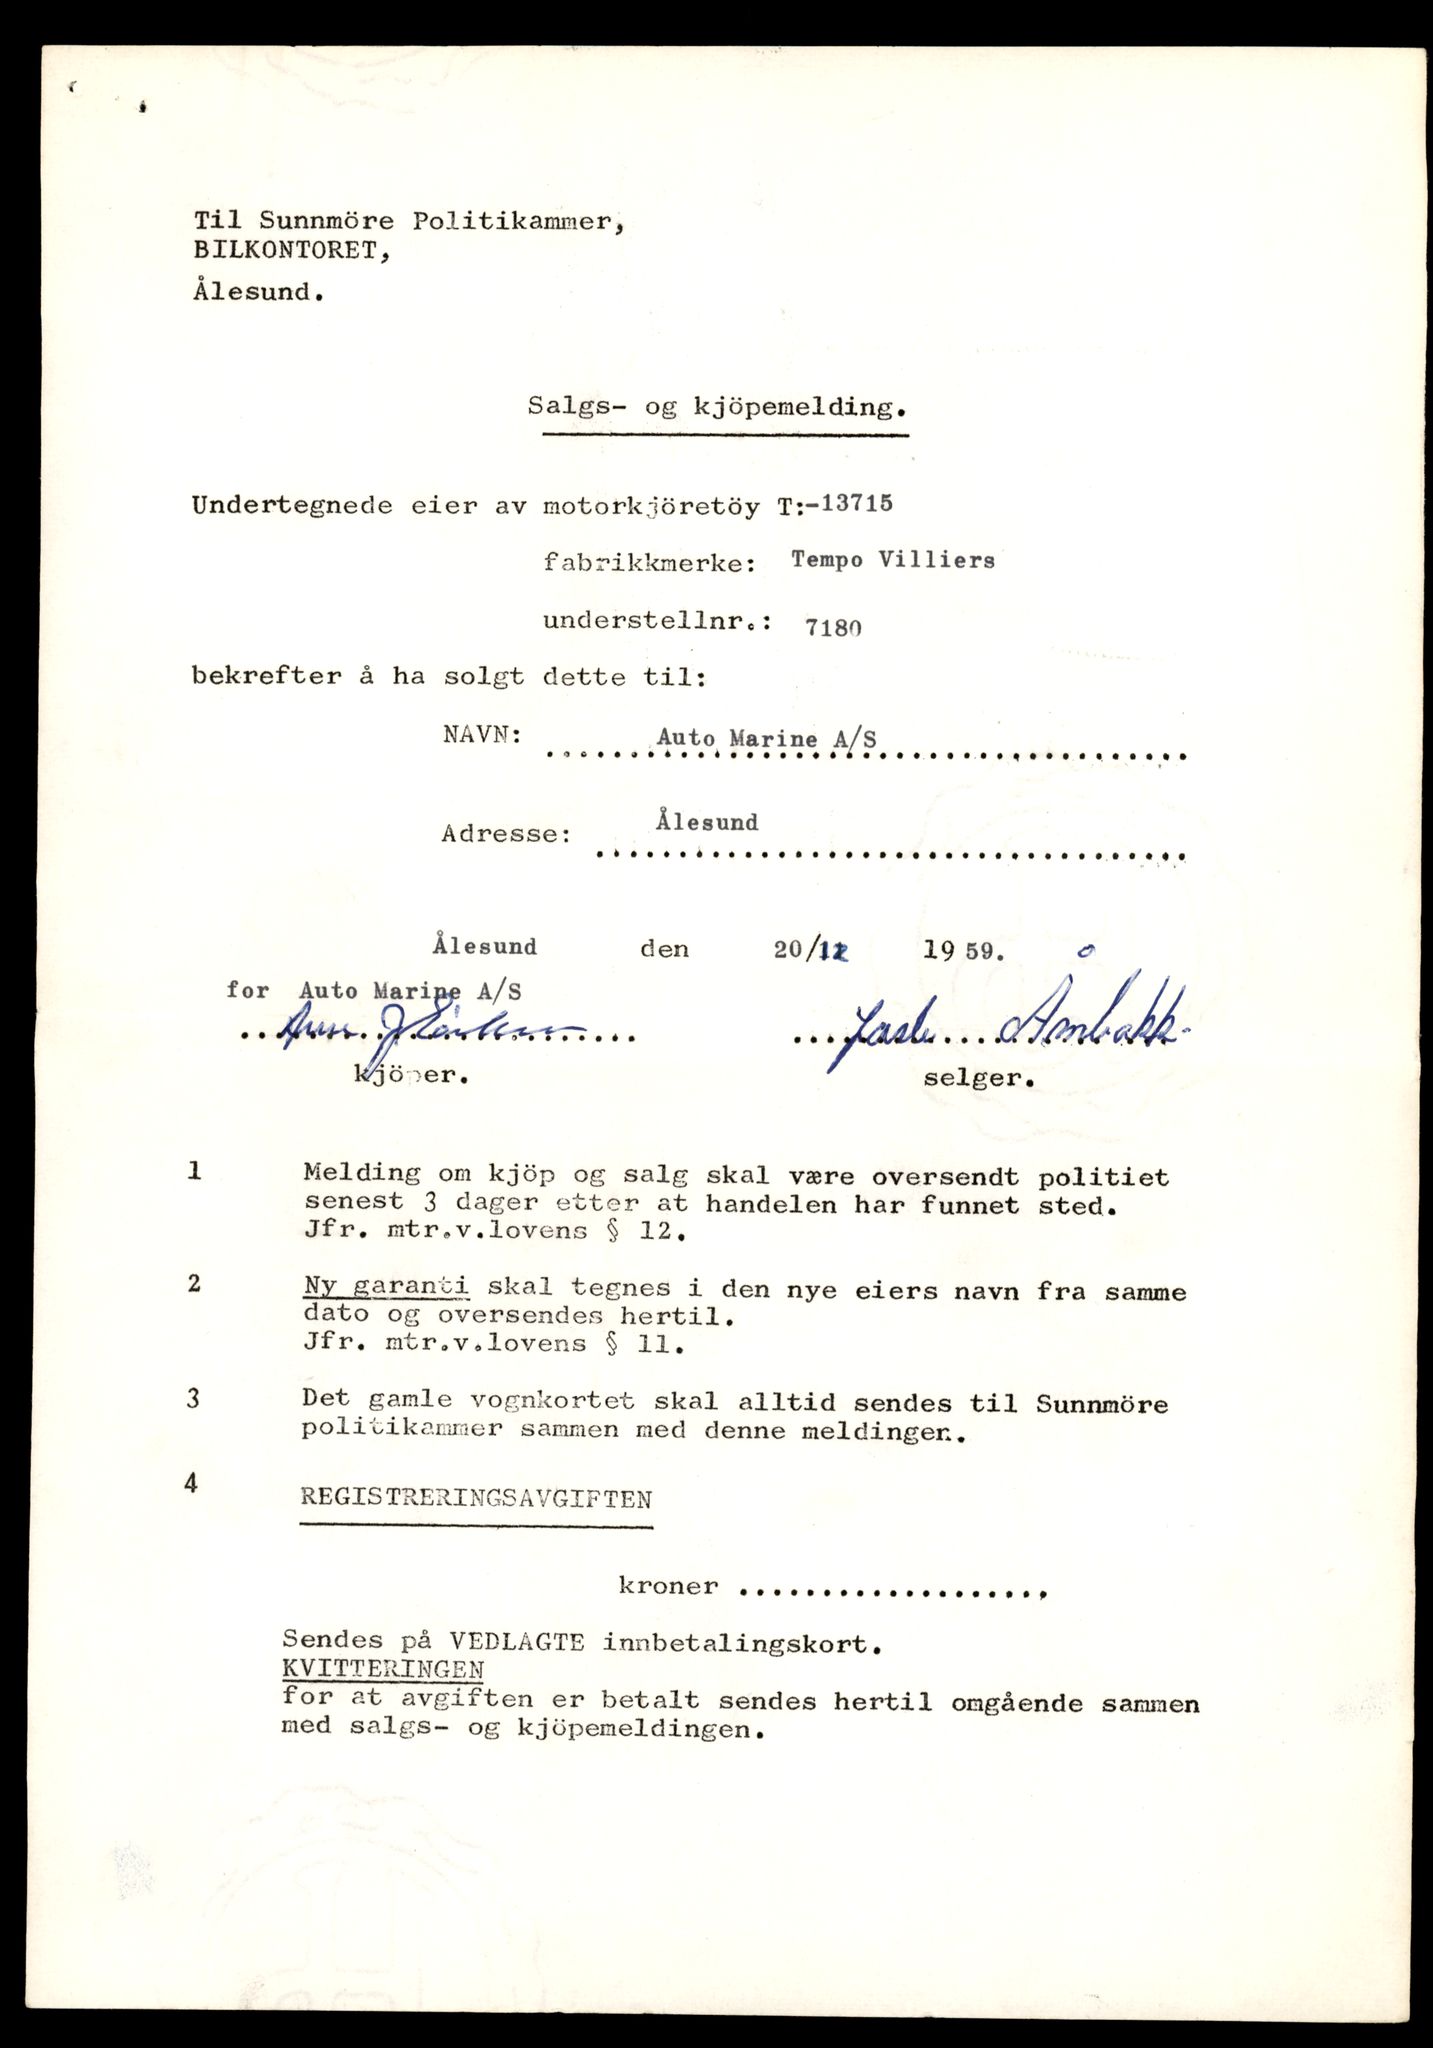 Til Sunnmöre Politikammer,
BILKONTORET,
Ålesund.
Salgs- og kjöpemelding.
Undertegnede eier av motorkjöretöy T:-13715
fabrikkmerke: Tempo Villiers
understellnr.: 7180
bekrefter å ha solgt dette til:
NAVN: Auto Marine A/S
Adresse: Ålesund
Ålesund den 20/12 1959.
for Auto Marine A/S
Åmbakk
kjöper. selger.
1 Melding om kjöp og salg skal være oversendt politiet
senest 3 dager etter at handelen har funnet sted.
Jfr. mtr.v.lovens § 12.
2 Ny garanti skal tegnes i den nye eiers navn fra samme
dato og oversendes hertil.
Jfr. mtr.v.lovens § 11.
3 Det gamle vognkortet skal alltid sendes til Sunnmöre
politikammer sammen med denne meldingen.
4 REGISTRERINGSAVGIFTEN
kroner ...................
Sendes på VEDLAGTE innbetalingskort.
KVITTERINGEN
for at avgiften er betalt sendes hertil omgående sammen
med salgs- og kjöpemeldingen.